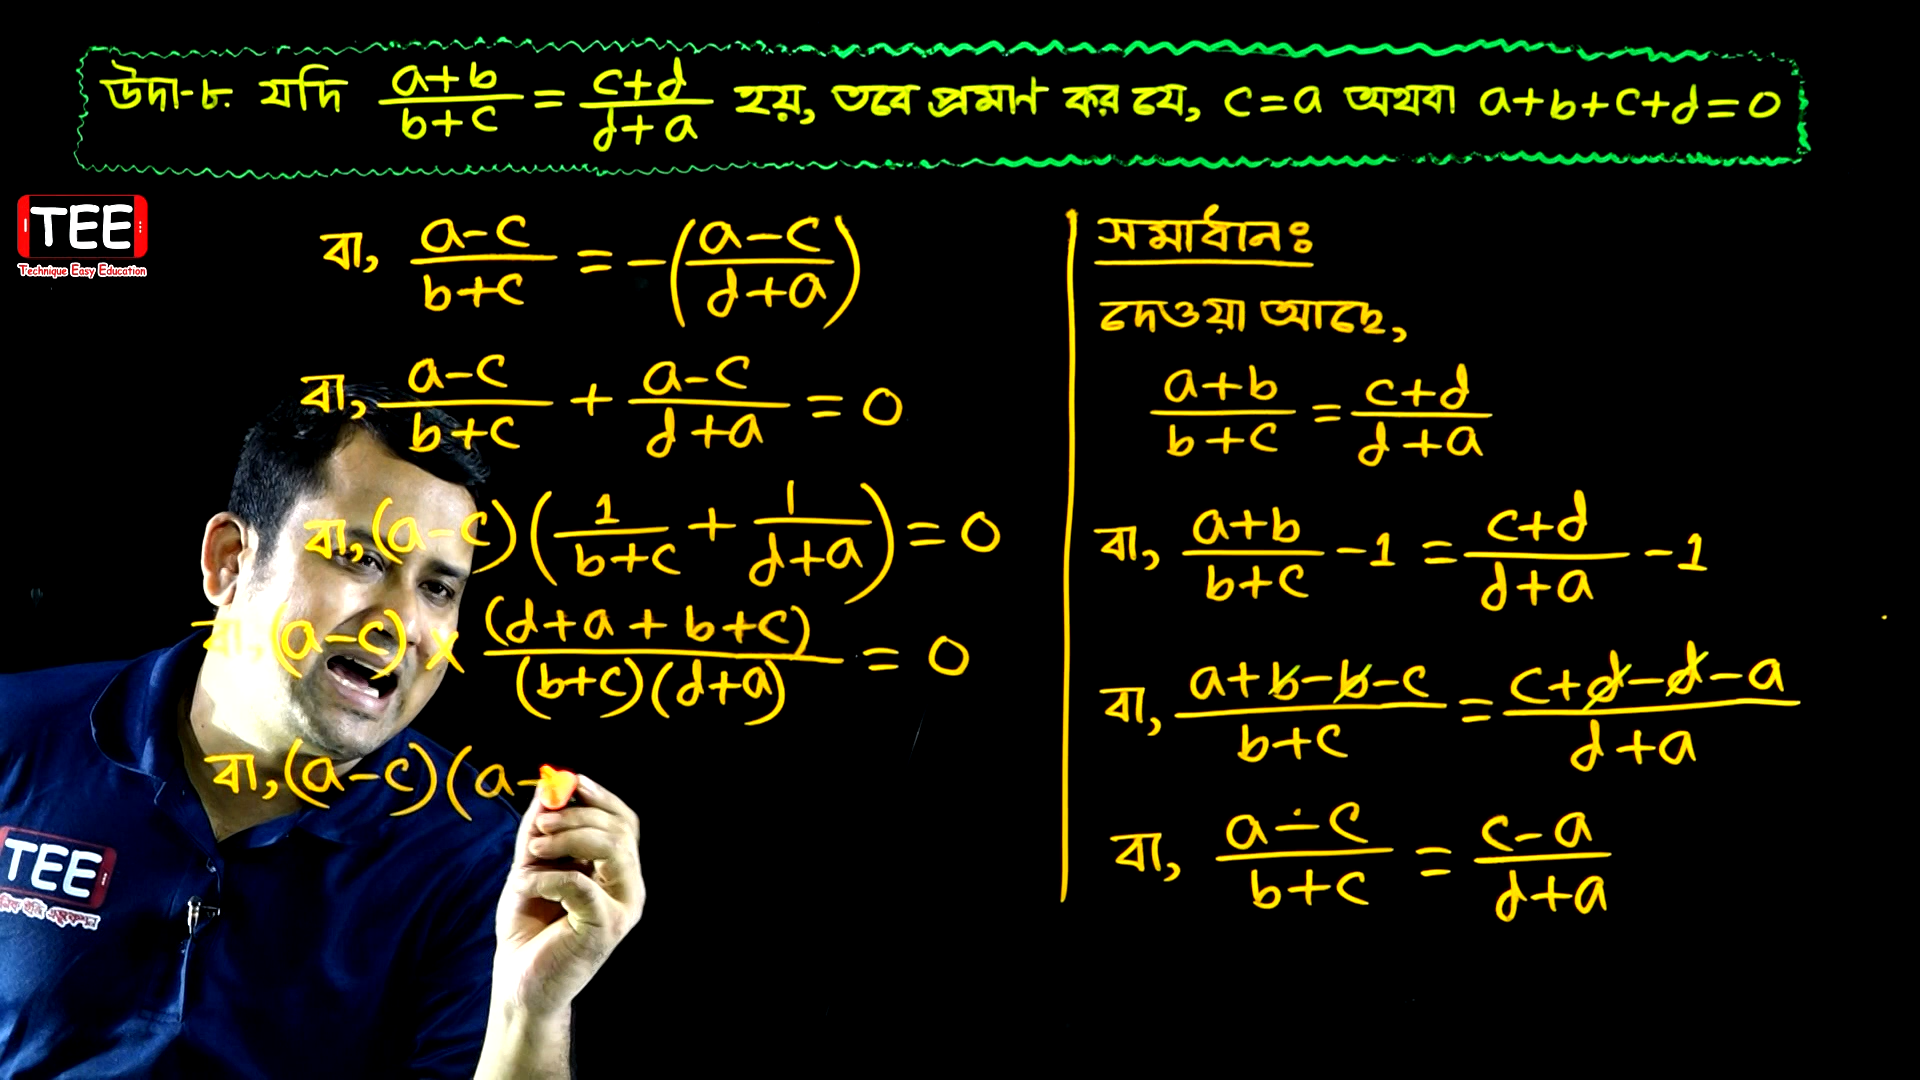 উদা-৮. যদি (a+b)/(b+c) = (c+d)/(d+a) হয়, তবে প্রমাণ কর যে, c=a অথবা a+b+c+d=0
TEE
Technique Easy Education
সমাধানঃ
দেওয়া আছে,
(a+b)/(b+c) = (c+d)/(d+a)
বা, (a+b)/(b+c) -1 = (c+d)/(d+a) -1
বা, (a+b-b-c)/(b+c) = (c+d-d-a)/(d+a)
বা, (a-c)/(b+c) = (c-a)/(d+a)
বা, (a-c)/(b+c) = -((a-c)/(d+a))
বা, (a-c)/(b+c) + (a-c)/(d+a) = 0
বা, (a-c)(1/(b+c) + 1/(d+a)) = 0
বা, (a-c) × (d+a+b+c)/((b+c)(d+a)) = 0
বা, (a-c)(a
TEE